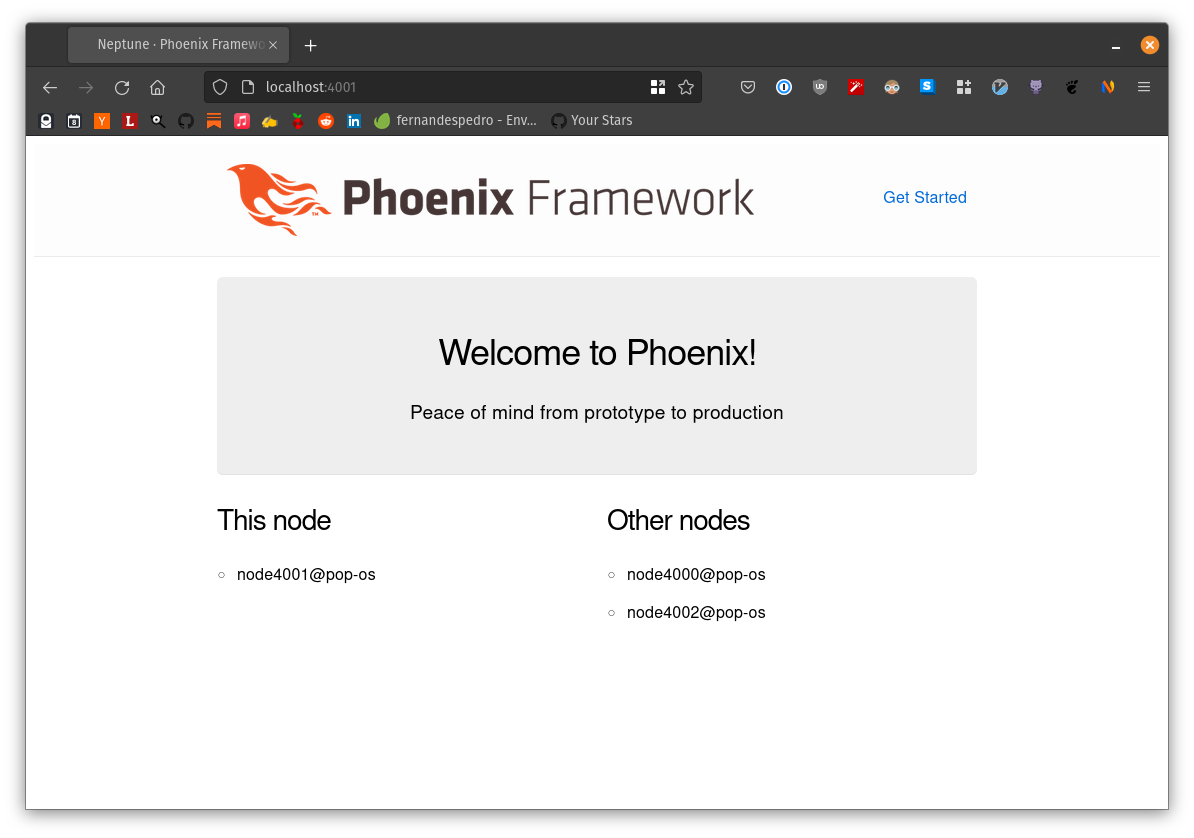 Neptune · Phoenix Framewo
localhost:4001
fernandespedro - Env...
Your Stars
Phoenix Framework
TM
Get Started
Welcome to Phoenix!
Peace of mind from prototype to production
This node
Other nodes
node4001@pop-os
node4000@pop-os
node4002@pop-os